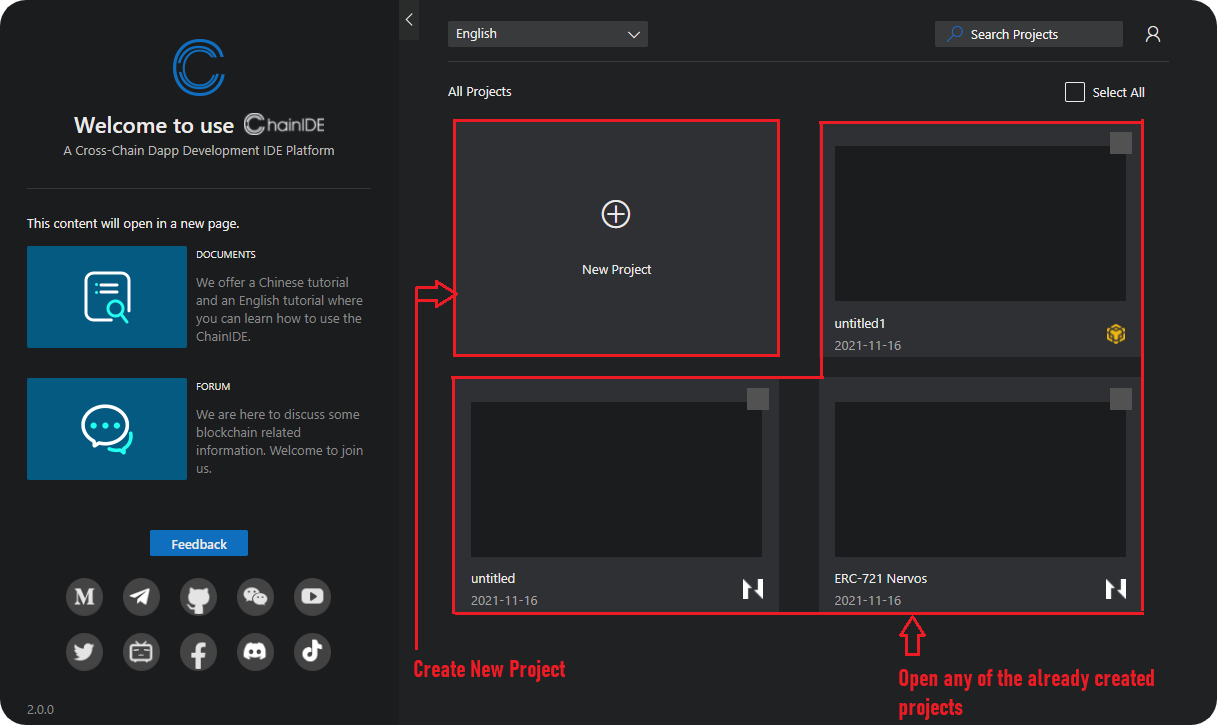 Welcome to use ChainIDE
A Cross-Chain Dapp Development IDE Platform
This content will open in a new page.
DOCUMENTS
We offer a Chinese tutorial
and an English tutorial where
you can learn how to use the
ChainIDE.
FORUM
We are here to discuss some
blockchain related
information. Welcome to join
us.
Feedback
2.0.0
English
Search Projects
All Projects
Select All
New Project
untitled1
2021-11-16
untitled
2021-11-16
ERC-721 Nervos
2021-11-16
Create New Project
Open any of the already created
projects